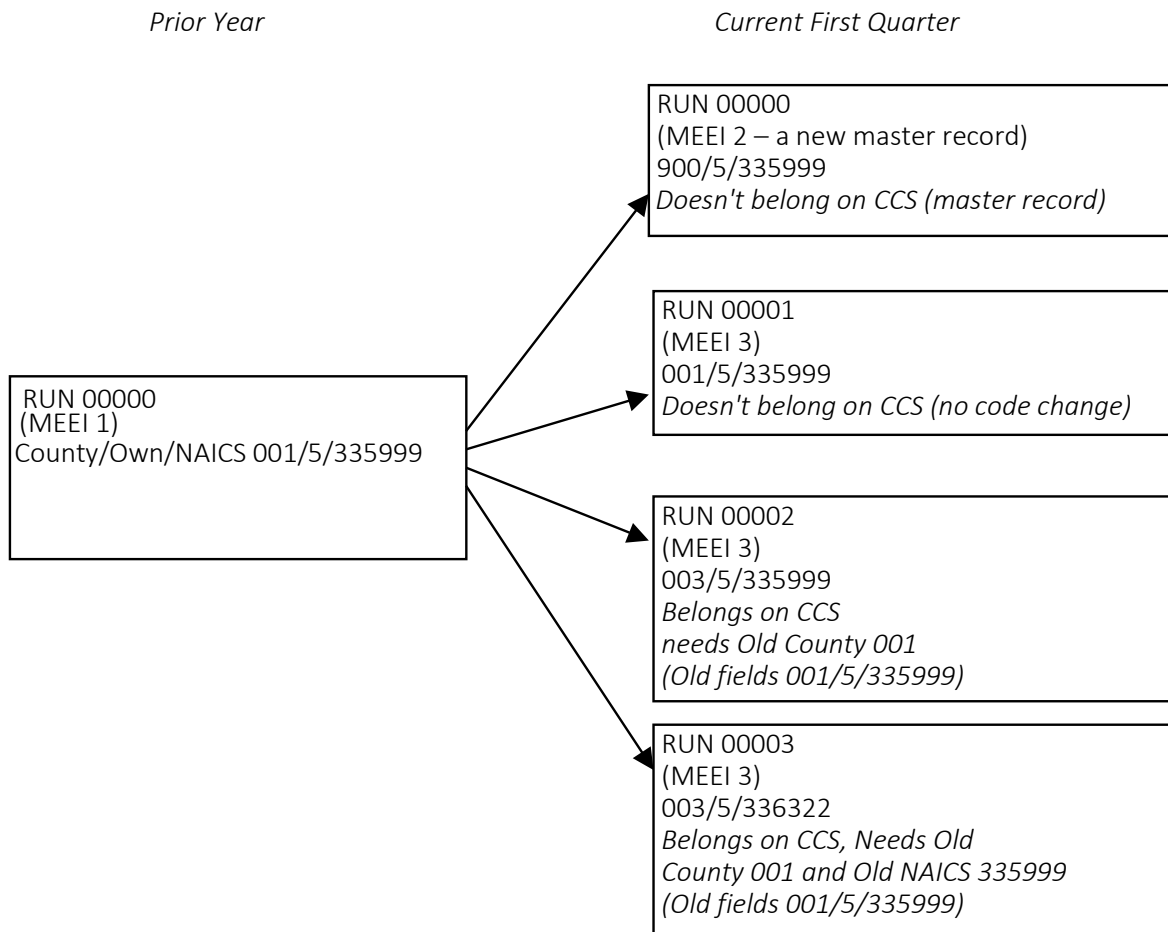 Prior Year
Current First Quarter
RUN 00000
(MEEI 1)
County/Own/NAICS 001/5/335999
RUN 00000
(MEEI 2 – a new master record)
900/5/335999
Doesn't belong on CCS (master record)
RUN 00001
(MEEI 3)
001/5/335999
Doesn't belong on CCS (no code change)
RUN 00002
(MEEI 3)
003/5/335999
Belongs on CCS
needs Old County 001
(Old fields 001/5/335999)
RUN 00003
(MEEI 3)
003/5/336322
Belongs on CCS, Needs Old
County 001 and Old NAICS 335999
(Old fields 001/5/335999)